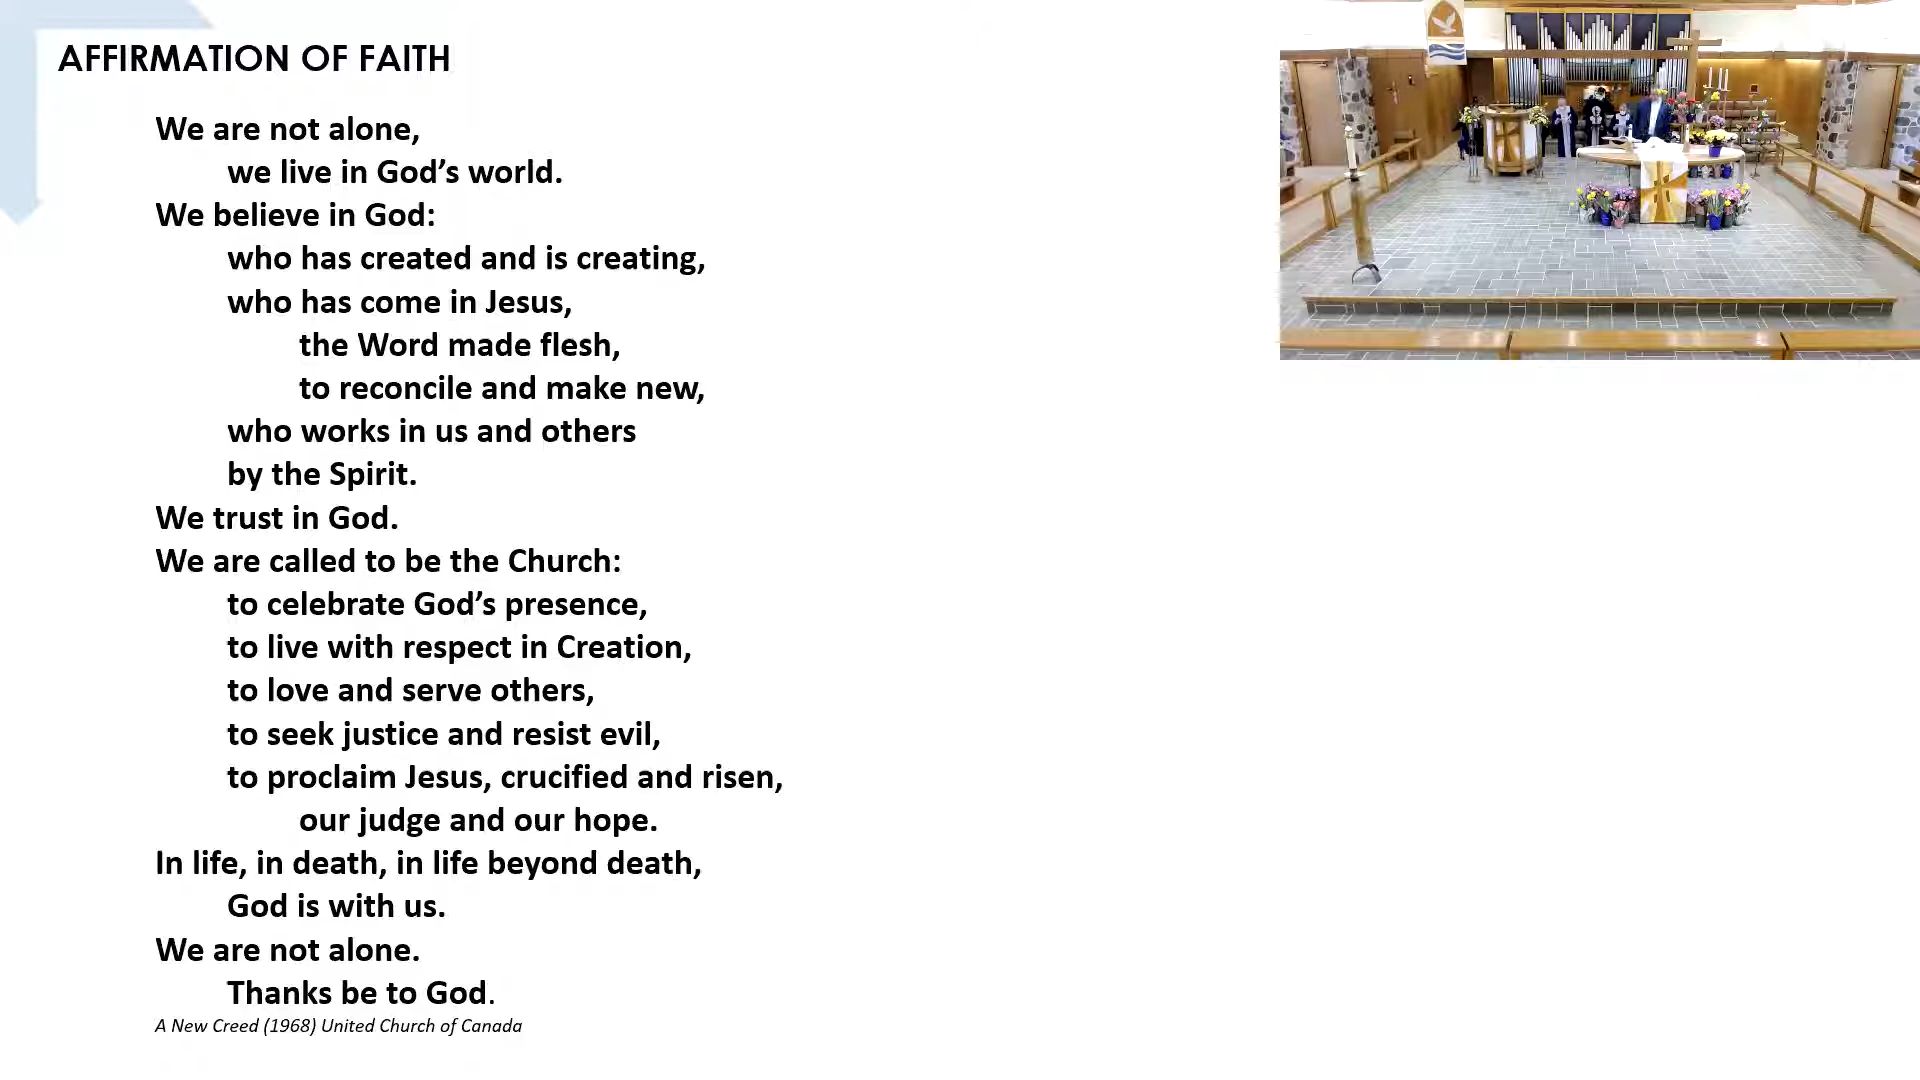 AFFIRMATION OF FAITH
We are not alone,
we live in God’s world.
We believe in God:
who has created and is creating,
who has come in Jesus,
the Word made flesh,
to reconcile and make new,
who works in us and others
by the Spirit.
We trust in God.
We are called to be the Church:
to celebrate God’s presence,
to live with respect in Creation,
to love and serve others,
to seek justice and resist evil,
to proclaim Jesus, crucified and risen,
our judge and our hope.
In life, in death, in life beyond death,
God is with us.
We are not alone.
Thanks be to God.
A New Creed (1968) United Church of Canada